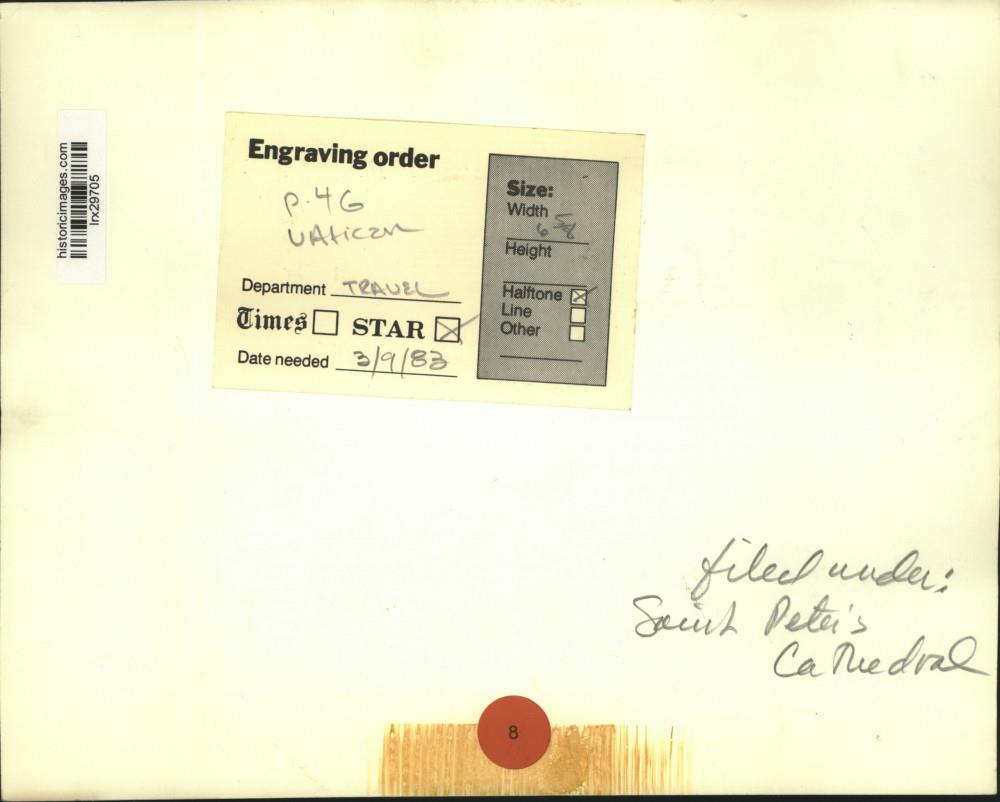 historicimages.com
lrx29705
Engraving order
P.4G
VATICAN
Department TRAVEL
Times STAR
Date needed 3/9/83
Size:
Width 6 5/8
Height
Halftone
Line
Other
filed under:
Saint Peter's
Cathedral
8